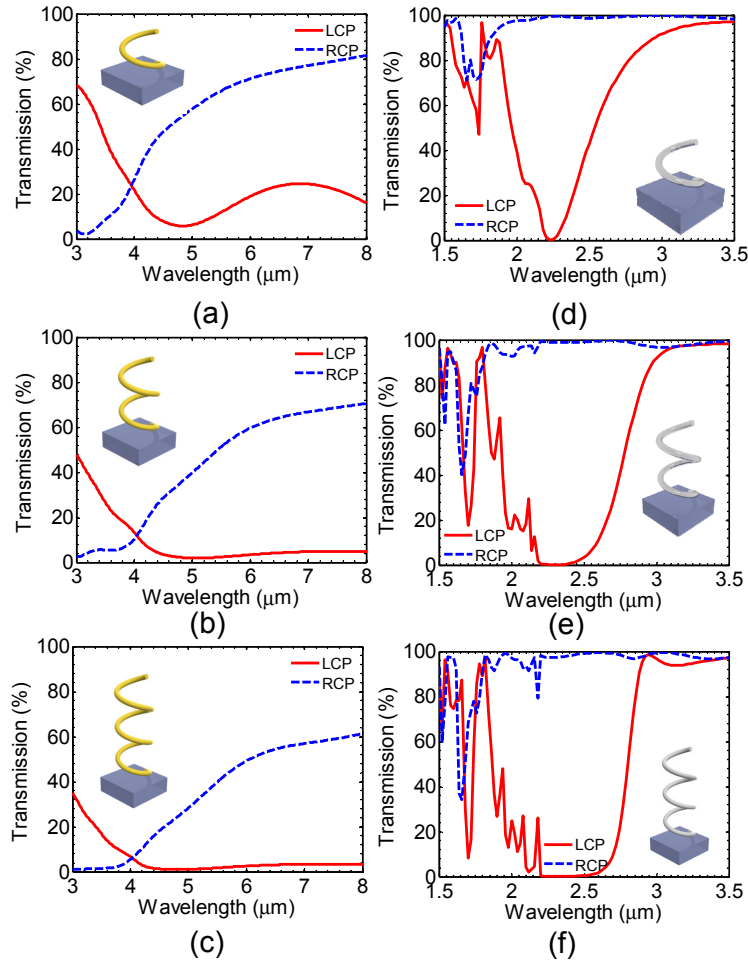 100
80
60
40
20
0
Transmission (%)
LCP
RCP
3 4 5 6 7 8
Wavelength (μm)
(a)
100
80
60
40
20
0
Transmission (%)
LCP
RCP
1.5 2 2.5 3 3.5
Wavelength (μm)
(d)
100
80
60
40
20
0
Transmission (%)
LCP
RCP
3 4 5 6 7 8
Wavelength (μm)
(b)
100
80
60
40
20
0
Transmission (%)
LCP
RCP
1.5 2 2.5 3 3.5
Wavelength (μm)
(e)
100
80
60
40
20
0
Transmission (%)
LCP
RCP
3 4 5 6 7 8
Wavelength (μm)
(c)
100
80
60
40
20
0
Transmission (%)
LCP
RCP
1.5 2 2.5 3 3.5
Wavelength (μm)
(f)